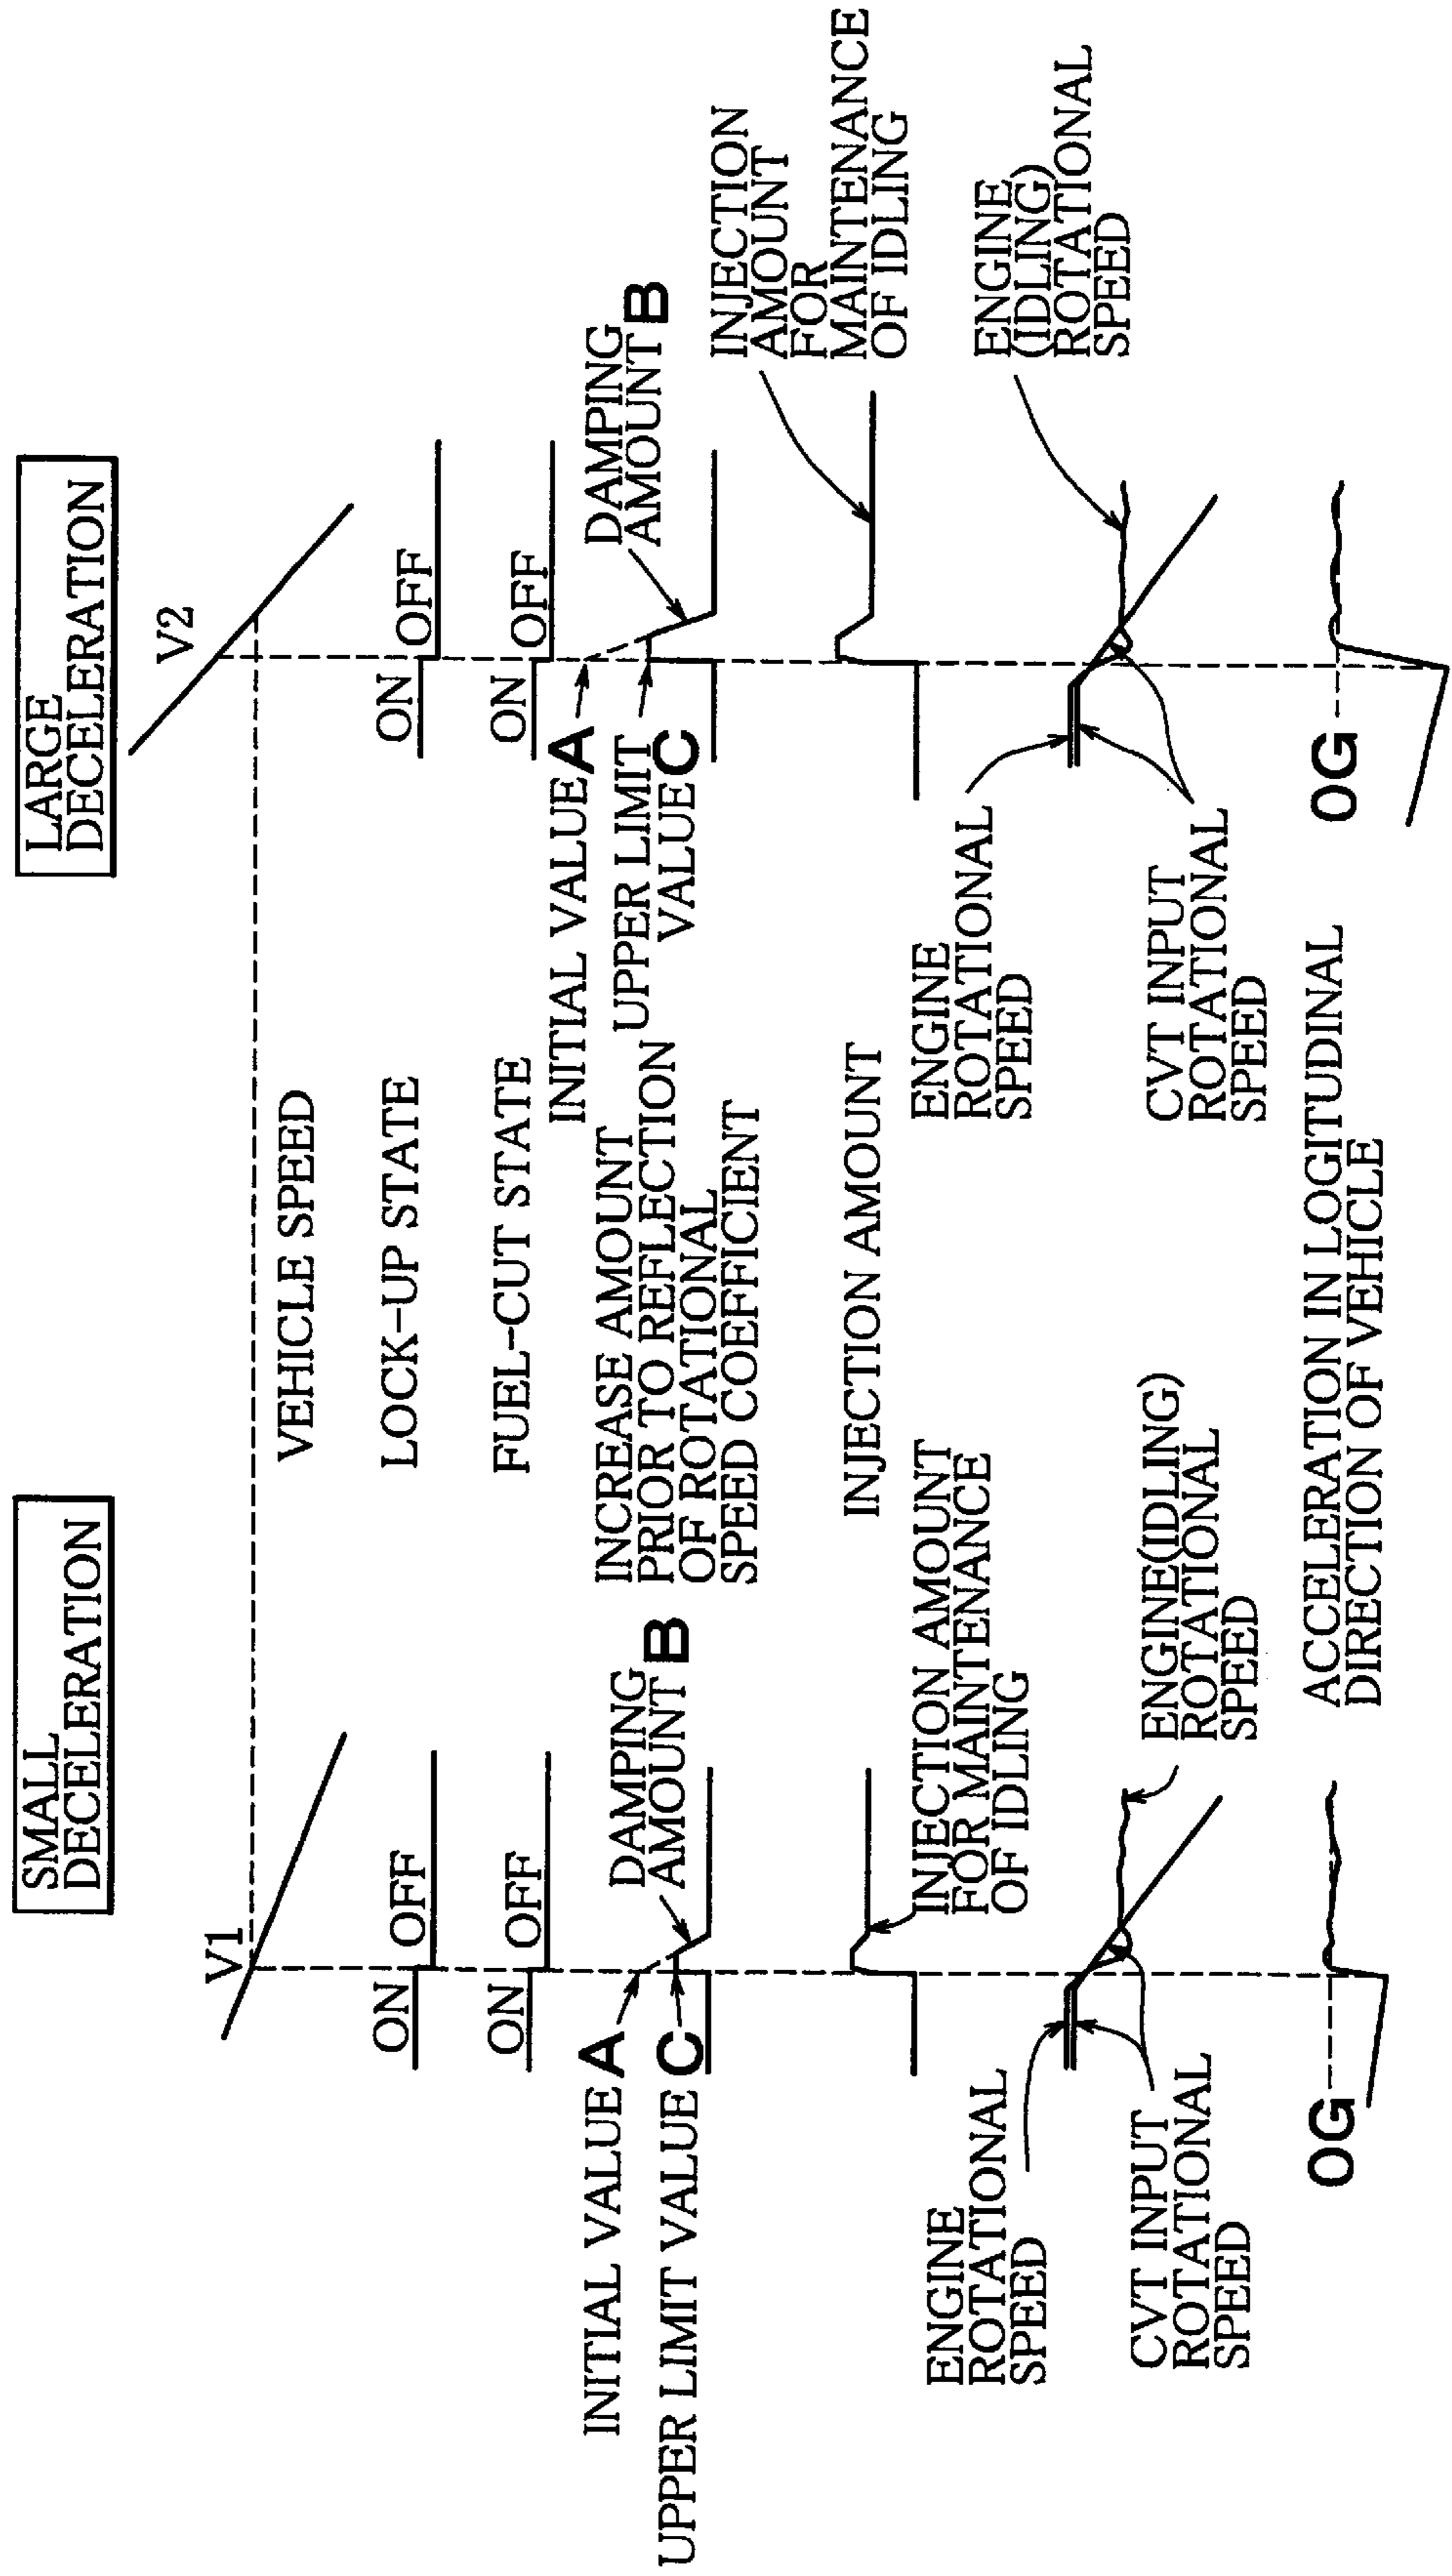 SMALL
DECELERATION
LARGE
DECELERATION
V1
V2
VEHICLE SPEED
ON
OFF
LOCK-UP STATE
ON
OFF
ON
OFF
FUEL-CUT STATE
ON
OFF
INITIAL VALUE A
UPPER LIMIT VALUE C
DAMPING
AMOUNT B
INCREASE AMOUNT
PRIOR TO REFLECTION
OF ROTATIONAL
SPEED COEFFICIENT
INITIAL VALUE A
UPPER LIMIT
VALUE C
DAMPING
AMOUNT B
INJECTION AMOUNT
FOR MAINTENANCE
OF IDLING
INJECTION AMOUNT
INJECTION
AMOUNT
FOR
MAINTENANCE
OF IDLING
ENGINE
ROTATIONAL
SPEED
CVT INPUT
ROTATIONAL
SPEED
ENGINE(IDLING)
ROTATIONAL
SPEED
ENGINE
ROTATIONAL
SPEED
CVT INPUT
ROTATIONAL
SPEED
ENGINE
(IDLING)
ROTATIONAL
SPEED
0G
ACCELERATION IN LOGITUDINAL
DIRECTION OF VEHICLE
0G